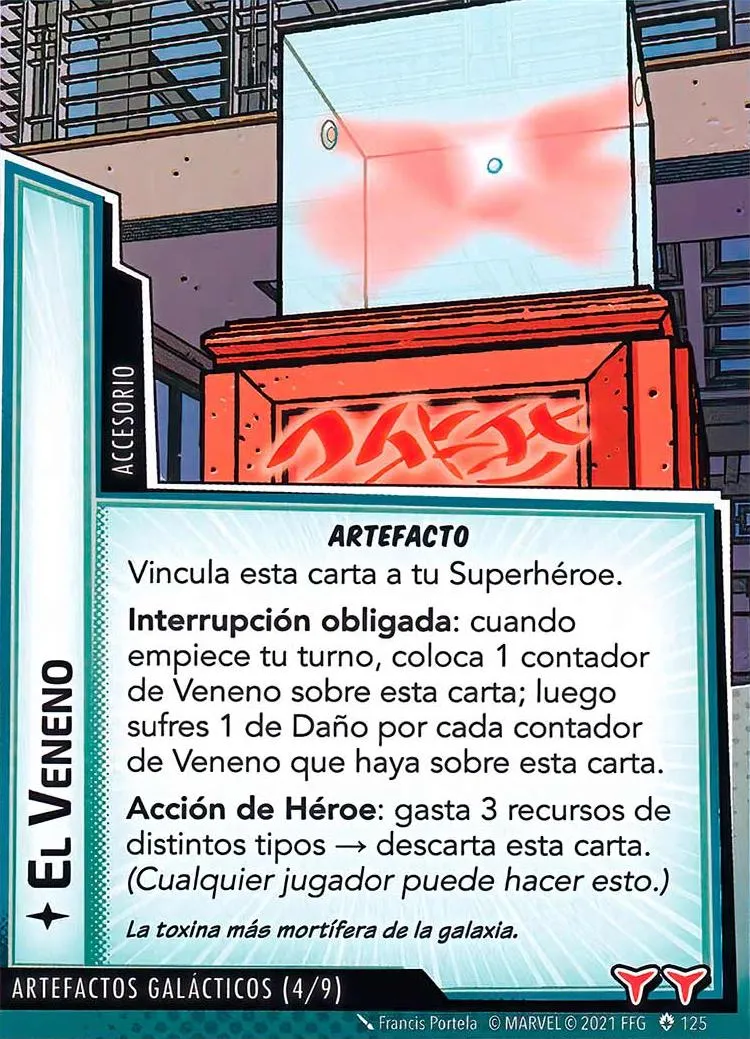 ACCESORIO
EL VENENO
ARTEFACTO
Vincula esta carta a tu Superhéroe.
Interrupción obligada: cuando
empiece tu turno, coloca 1 contador
de Veneno sobre esta carta; luego
sufres 1 de Daño por cada contador
de Veneno que haya sobre esta carta.
Acción de Héroe: gasta 3 recursos de
distintos tipos → descarta esta carta.
(Cualquier jugador puede hacer esto.)
La toxina más mortífera de la galaxia.
ARTEFACTOS GALÁCTICOS (4/9)
Francis Portela © MARVEL © 2021 FFG 125